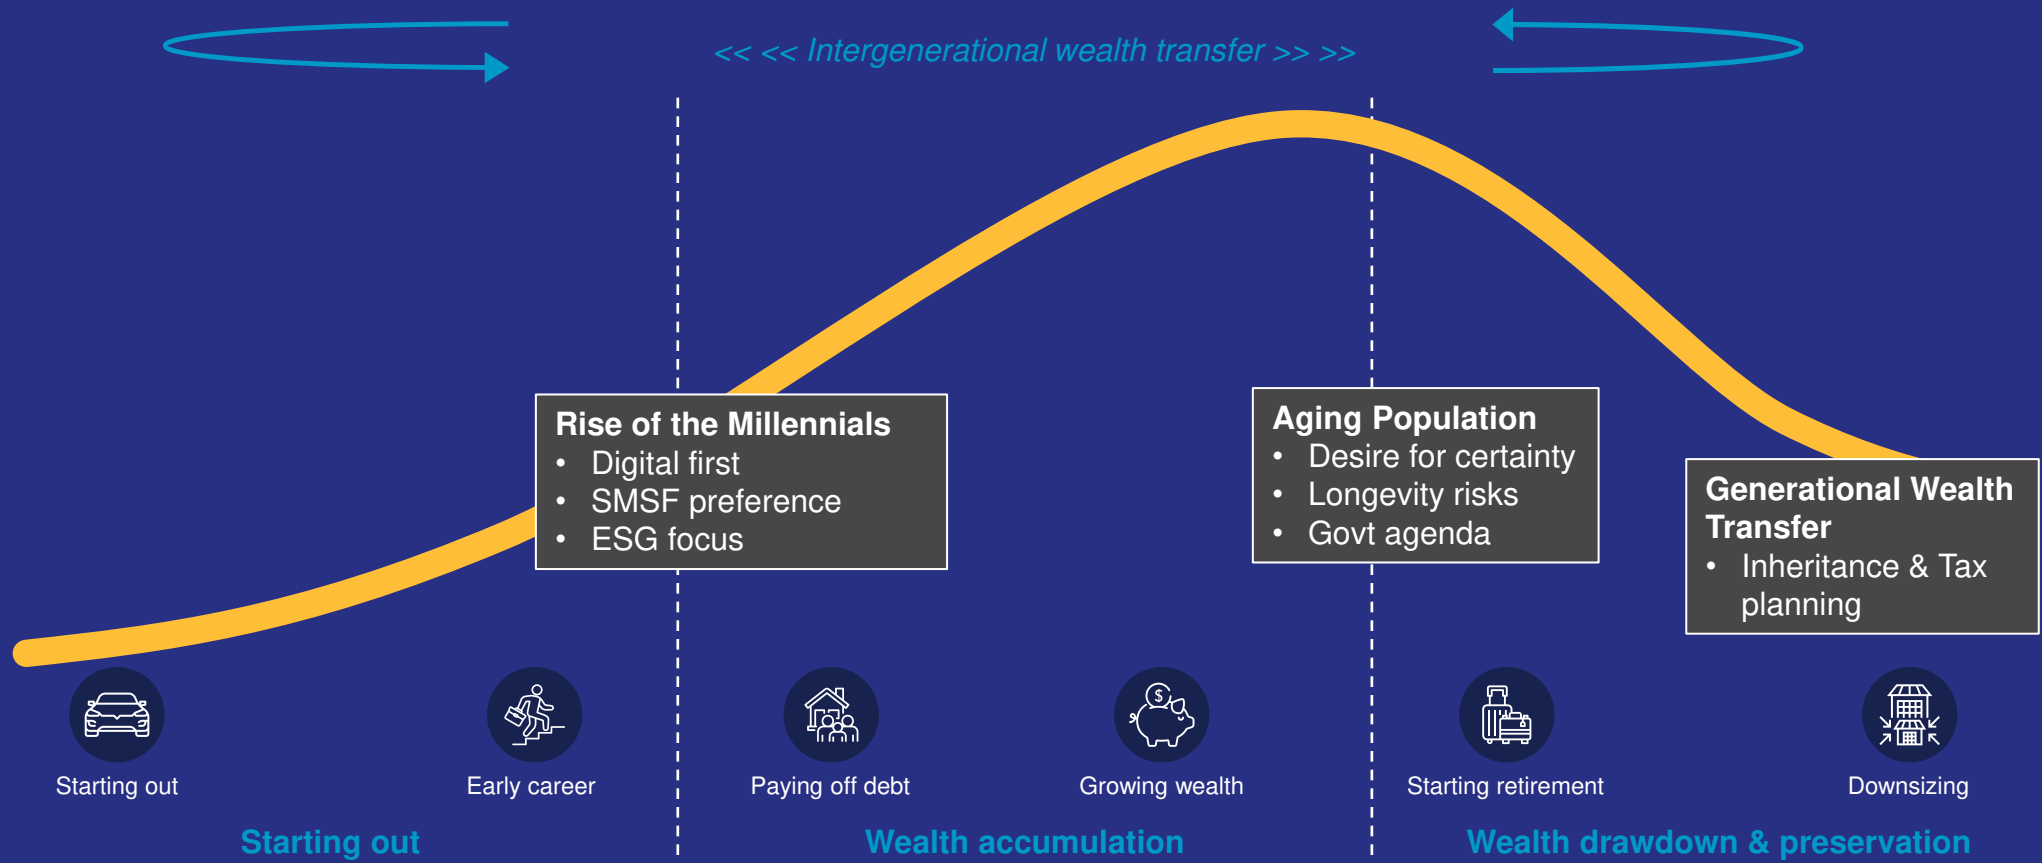 << << Intergenerational wealth transfer >> >>
Rise of the Millennials
• Digital first
• SMSF preference
• ESG focus
Aging Population
• Desire for certainty
• Longevity risks
• Govt agenda
Generational Wealth
Transfer
• Inheritance & Tax
planning
$
Starting out
Early career
Paying off debt
Growing wealth
Starting retirement
Downsizing
Starting out
Wealth accumulation
Wealth drawdown & preservation